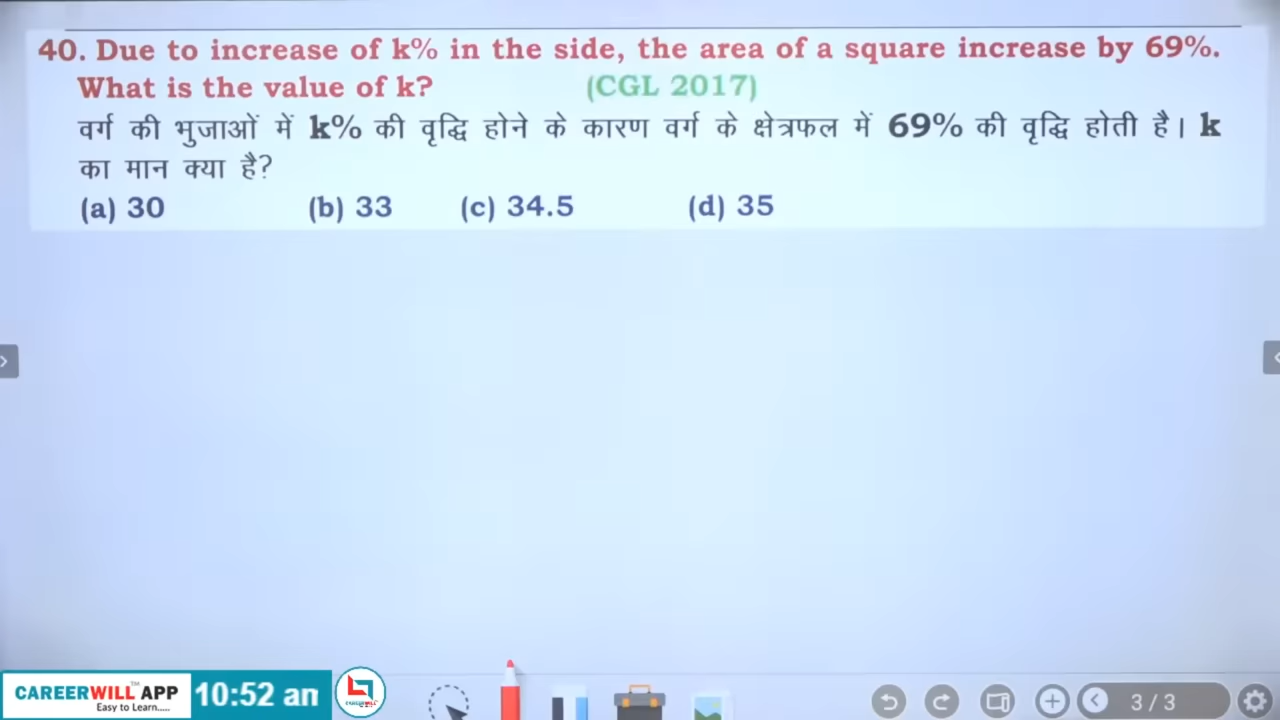 40. Due to increase of k% in the side, the area of a square increase by 69%.
What is the value of k? (CGL 2017)
वर्ग की भुजाओं में k% की वृद्धि होने के कारण वर्ग के क्षेत्रफल में 69% की वृद्धि होती है। k
का मान क्या है?
(a) 30 (b) 33 (c) 34.5 (d) 35
CAREERWILL APP
Easy to Learn.....
10:52 an
CAREERWILL
3 / 3